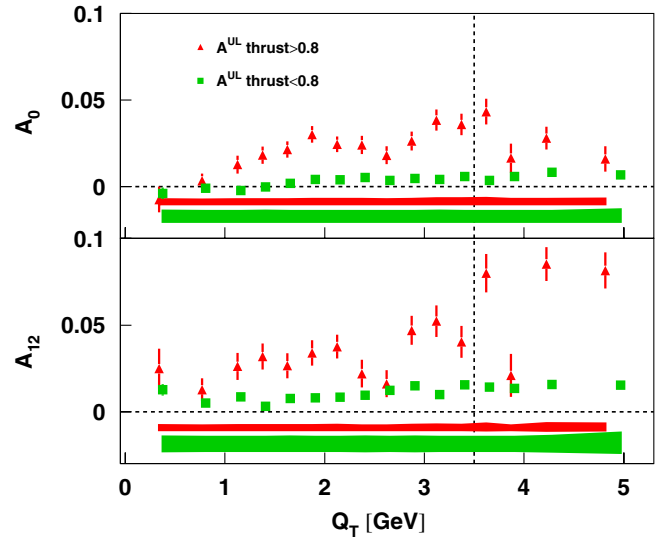 0.1
A^UL thrust>0.8
A^UL thrust<0.8
0.05
A_0
0
0.1
0.05
A_12
0
0 1 2 3 4 5
Q_T [GeV]